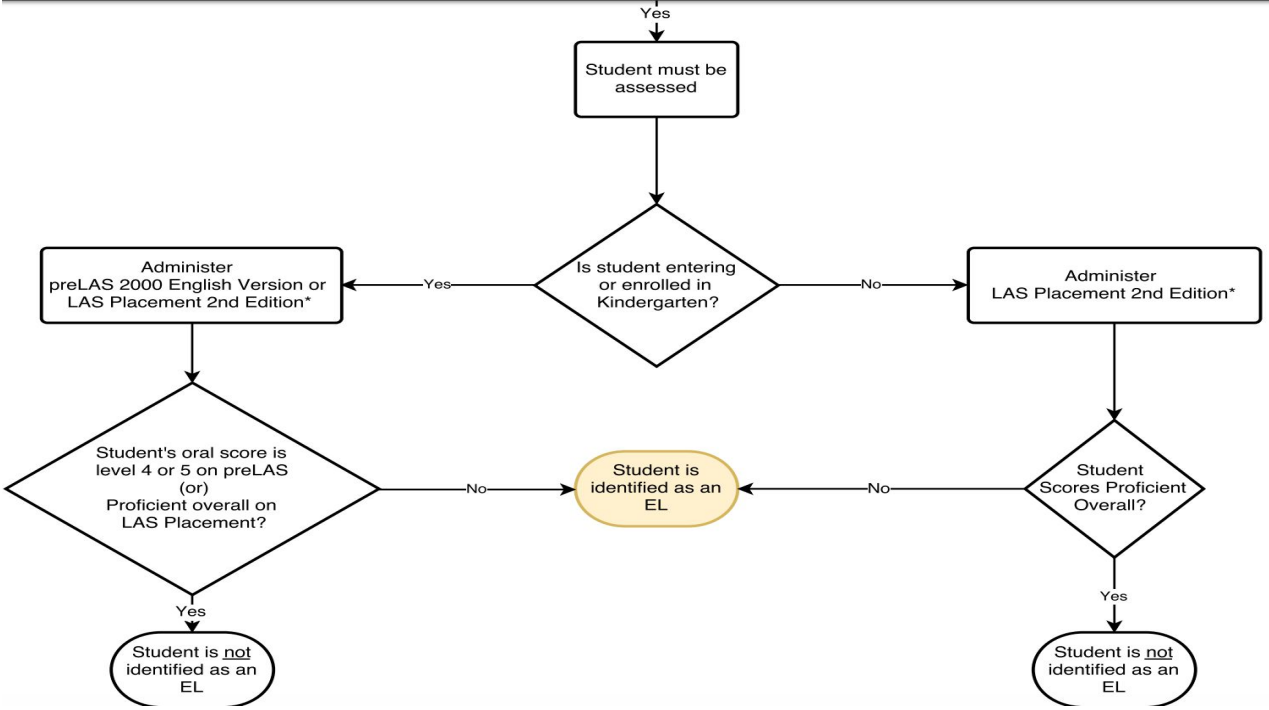 Yes
Student must be
assessed
Is student entering
or enrolled in
Kindergarten?
Yes
No
Administer
preLAS 2000 English Version or
LAS Placement 2nd Edition*
Administer
LAS Placement 2nd Edition*
Student's oral score is
level 4 or 5 on preLAS
(or)
Proficient overall on
LAS Placement?
No
Student is
identified as an
EL
No
Student
Scores Proficient
Overall?
Yes
Student is not
identified as an
EL
Yes
Student is not
identified as an
EL